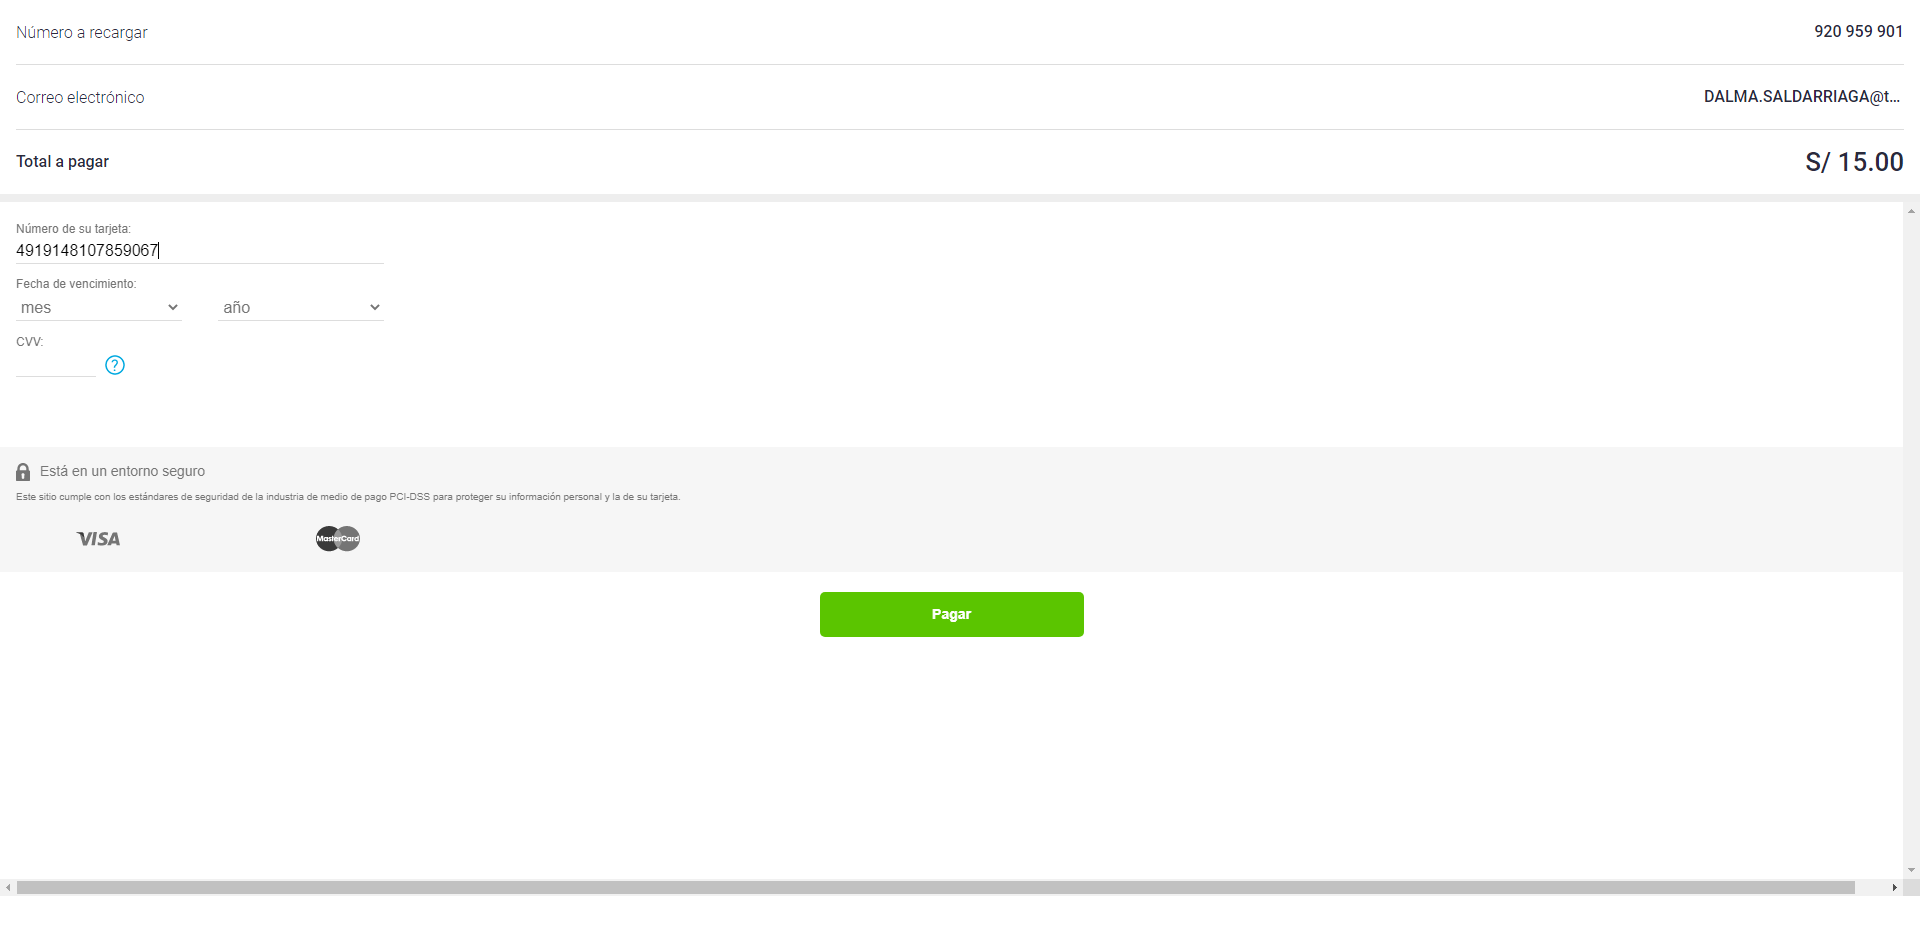 Número a recargar 920 959 901
Correo electrónico DALMA.SALDARRIAGA@t...
Total a pagar S/ 15.00
Número de su tarjeta:
4919148107859067
Fecha de vencimiento:
mes año
CVV:
?
Está en un entorno seguro
Este sitio cumple con los estándares de seguridad de la industria de medio de pago PCI-DSS para proteger su información personal y la de su tarjeta.
VISA MasterCard
Pagar